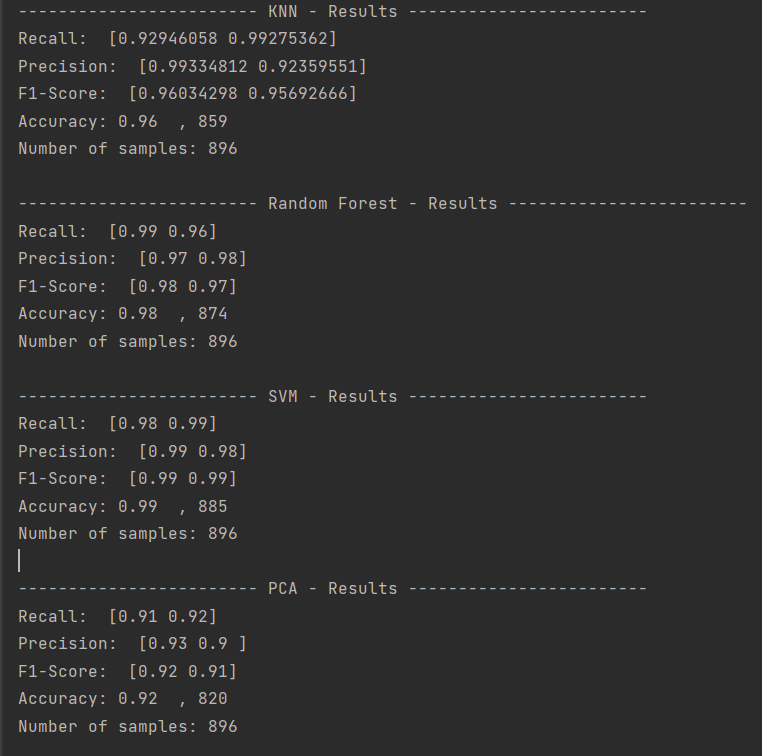 ------------------------ KNN - Results ------------------------
Recall:  [0.92946058 0.99275362]
Precision:  [0.99334812 0.92359551]
F1-Score:  [0.96034298 0.95692666]
Accuracy: 0.96  , 859
Number of samples: 896
------------------------ Random Forest - Results ------------------------
Recall:  [0.99 0.96]
Precision:  [0.97 0.98]
F1-Score:  [0.98 0.97]
Accuracy: 0.98  , 874
Number of samples: 896
------------------------ SVM - Results ------------------------
Recall:  [0.98 0.99]
Precision:  [0.99 0.98]
F1-Score:  [0.99 0.99]
Accuracy: 0.99  , 885
Number of samples: 896
------------------------ PCA - Results ------------------------
Recall:  [0.91 0.92]
Precision:  [0.93 0.9 ]
F1-Score:  [0.92 0.91]
Accuracy: 0.92  , 820
Number of samples: 896